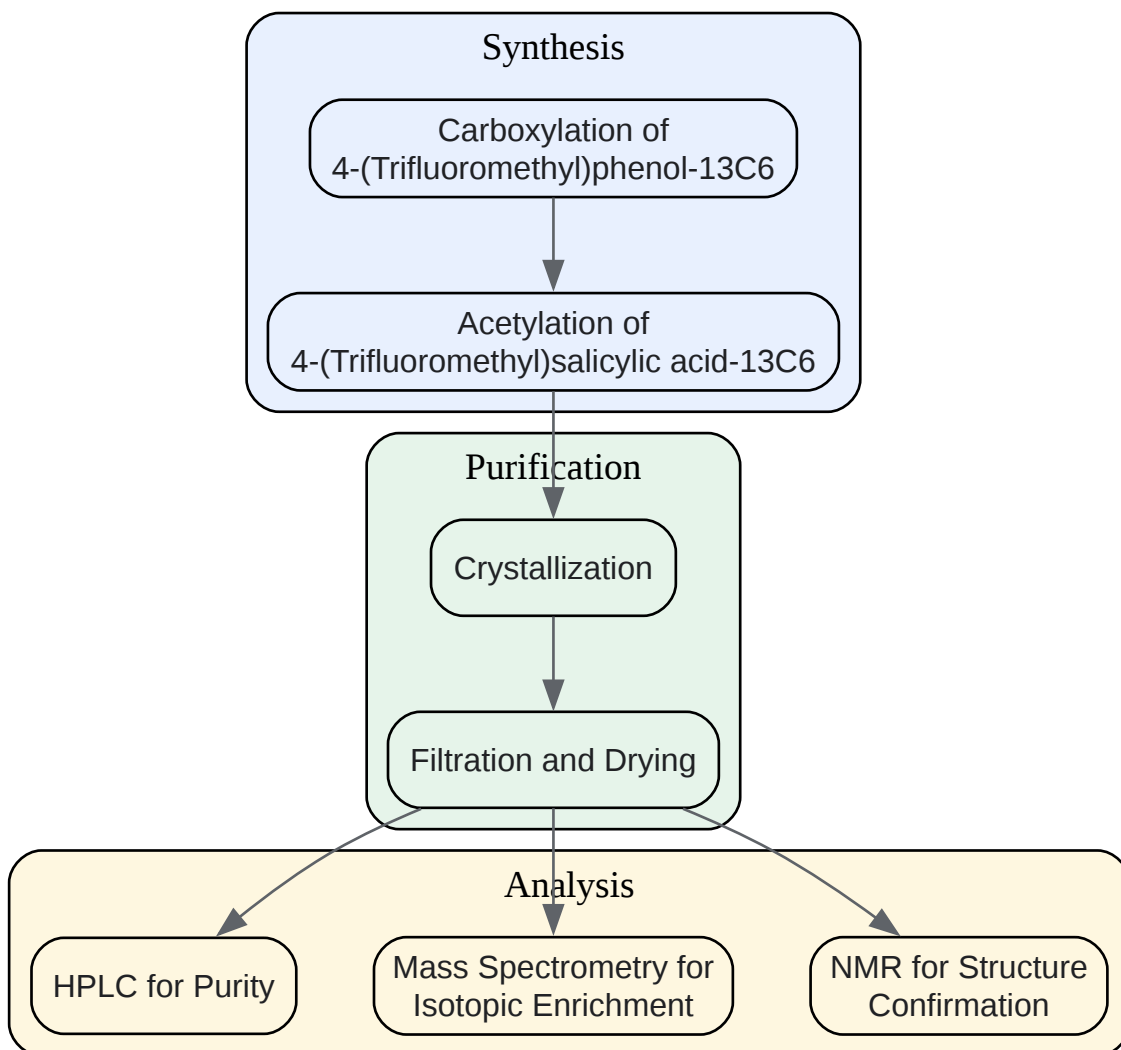 Synthesis
Carboxylation of
4-(Trifluoromethyl)phenol-13C6
Acetylation of
4-(Trifluoromethyl)salicylic acid-13C6
Purification
Crystallization
Filtration and Drying
Analysis
HPLC for Purity
Mass Spectrometry for
Isotopic Enrichment
NMR for Structure
Confirmation